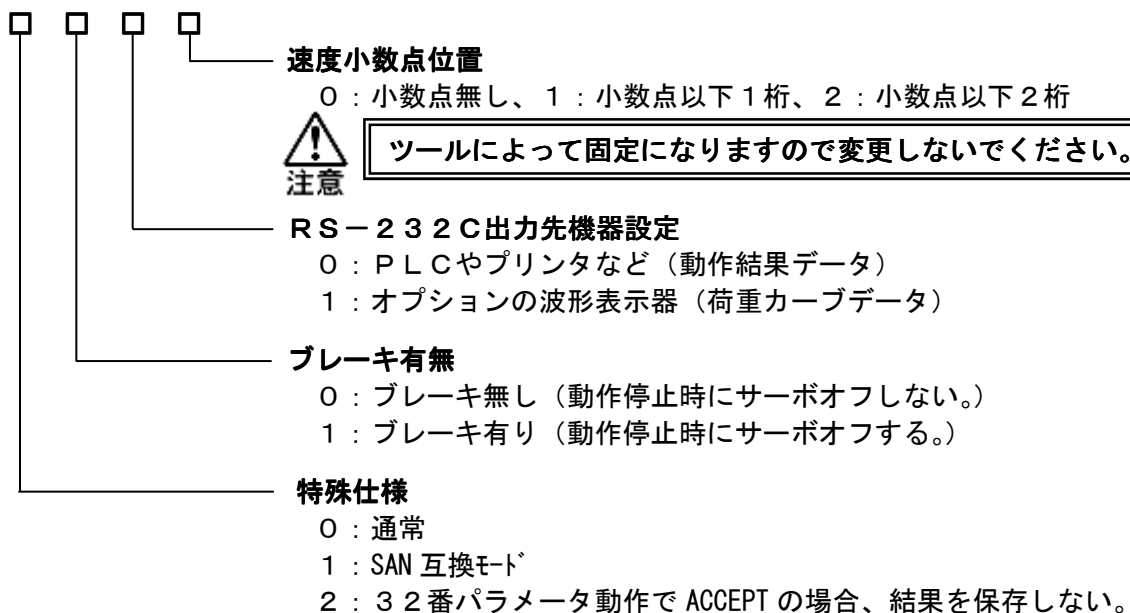 □ □ □ □
速度小数点位置
０：小数点無し、１：小数点以下１桁、２：小数点以下２桁
注意
ツールによって固定になりますので変更しないでください。
ＲＳ－２３２Ｃ出力先機器設定
０：ＰＬＣやプリンタなど（動作結果データ）
１：オプションの波形表示器（荷重カーブデータ）
ブレーキ有無
０：ブレーキ無し（動作停止時にサーボオフしない。）
１：ブレーキ有り（動作停止時にサーボオフする。）
特殊仕様
０：通常
１：SAN 互換ﾓｰﾄﾞ
２：３２番パラメータ動作で ACCEPT の場合、結果を保存しない。